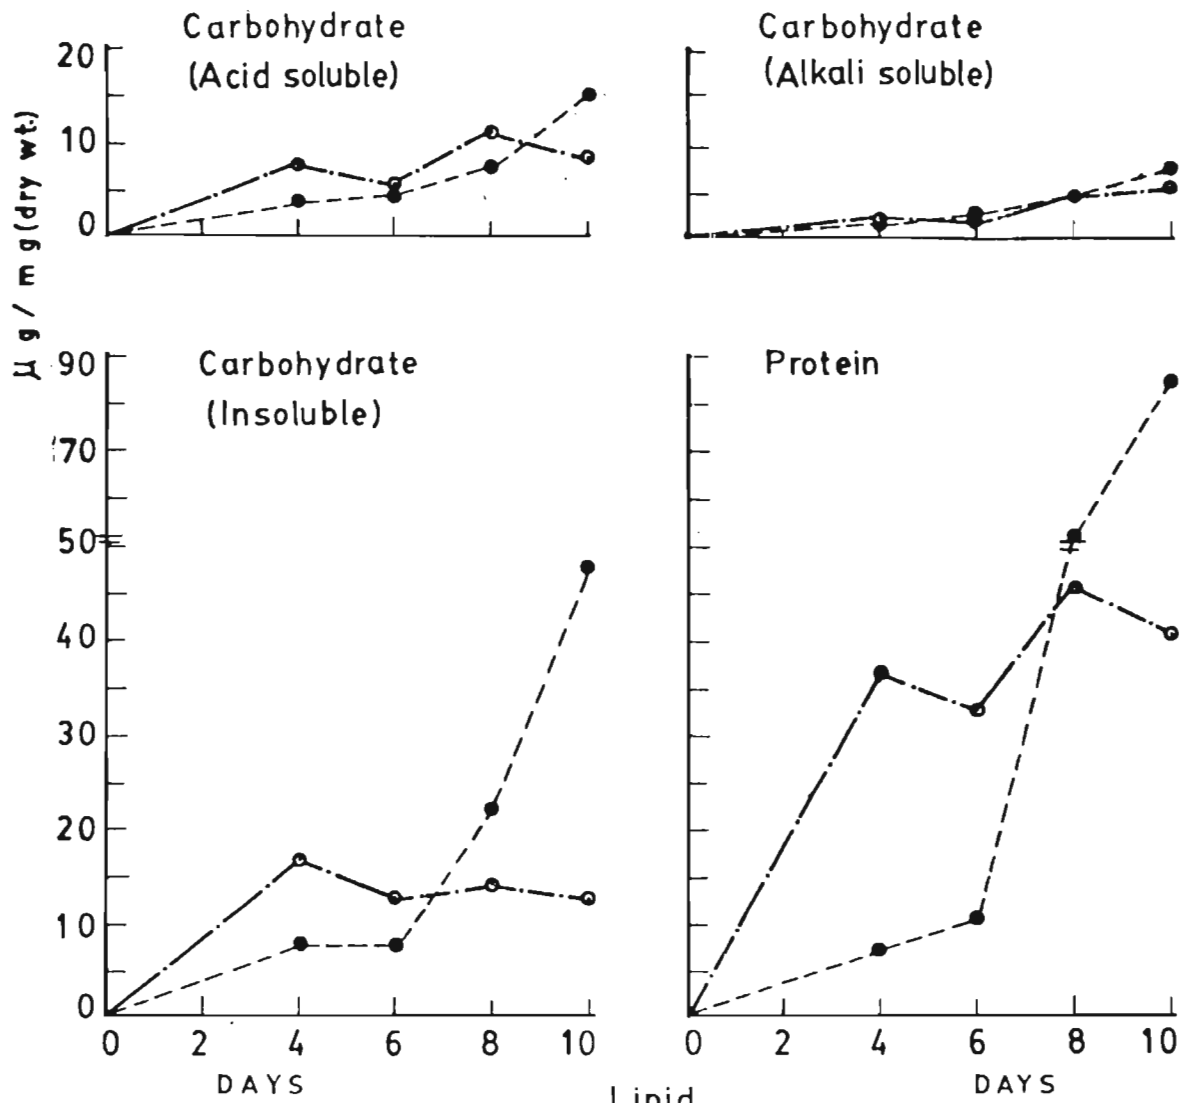 Carbohydrate
(Acid soluble)
Carbohydrate
(Alkali soluble)
20
10
0
µg/mg(dry wt.)
Carbohydrate
(Insoluble)
Protein
90
70
50
40
30
20
10
0
0 2 4 6 8 10
0 2 4 6 8 10
DAYS
DAYS
Lipid